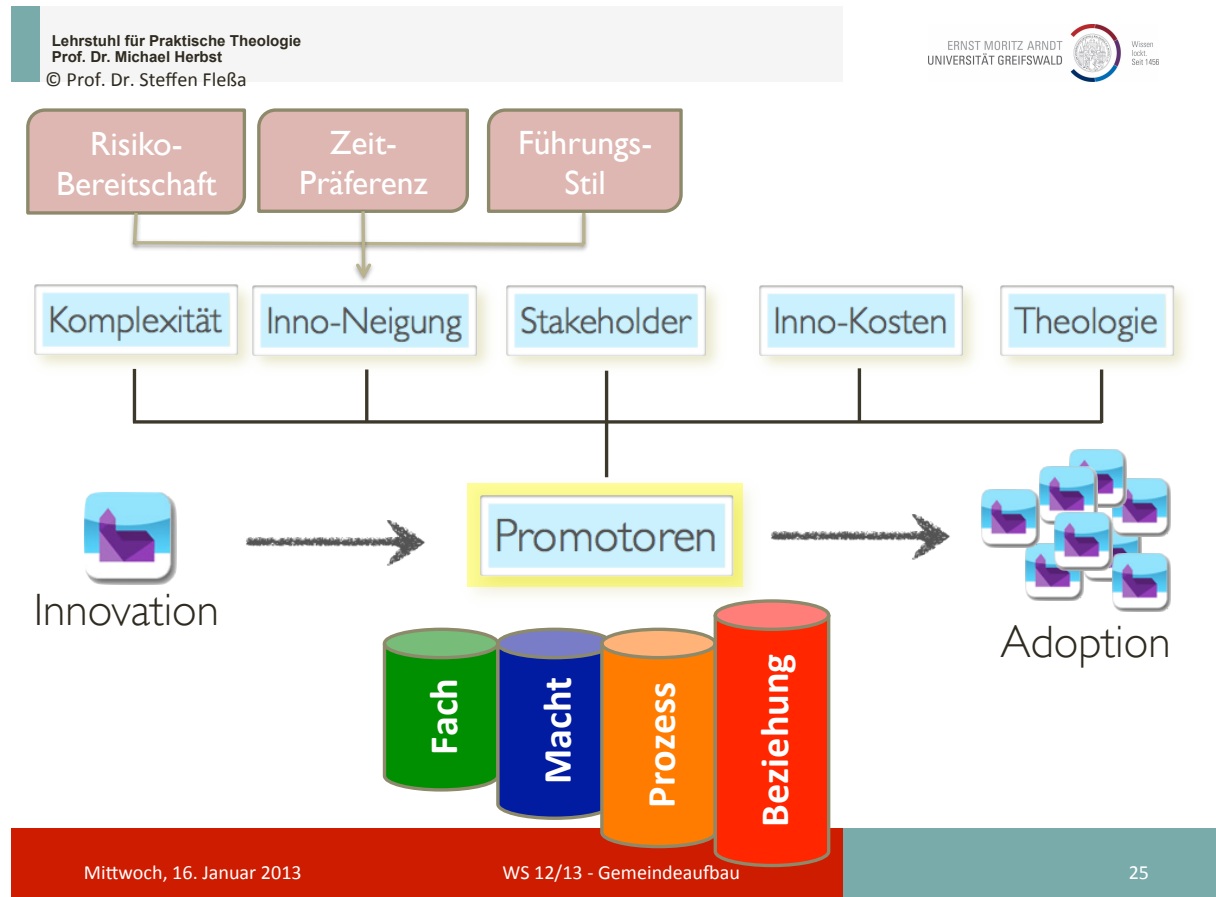 Lehrstuhl für Praktische Theologie
Prof. Dr. Michael Herbst
© Prof. Dr. Steffen Fleßa
ERNST MORITZ ARNDT
UNIVERSITÄT GREIFSWALD
Wissen
lockt.
Seit 1456
Risiko-
Bereitschaft
Zeit-
Präferenz
Führungs-
Stil
Komplexität
Inno-Neigung
Stakeholder
Inno-Kosten
Theologie
Innovation
Promotoren
Adoption
Fach
Macht
Prozess
Beziehung
Mittwoch, 16. Januar 2013
WS 12/13 - Gemeindeaufbau
25